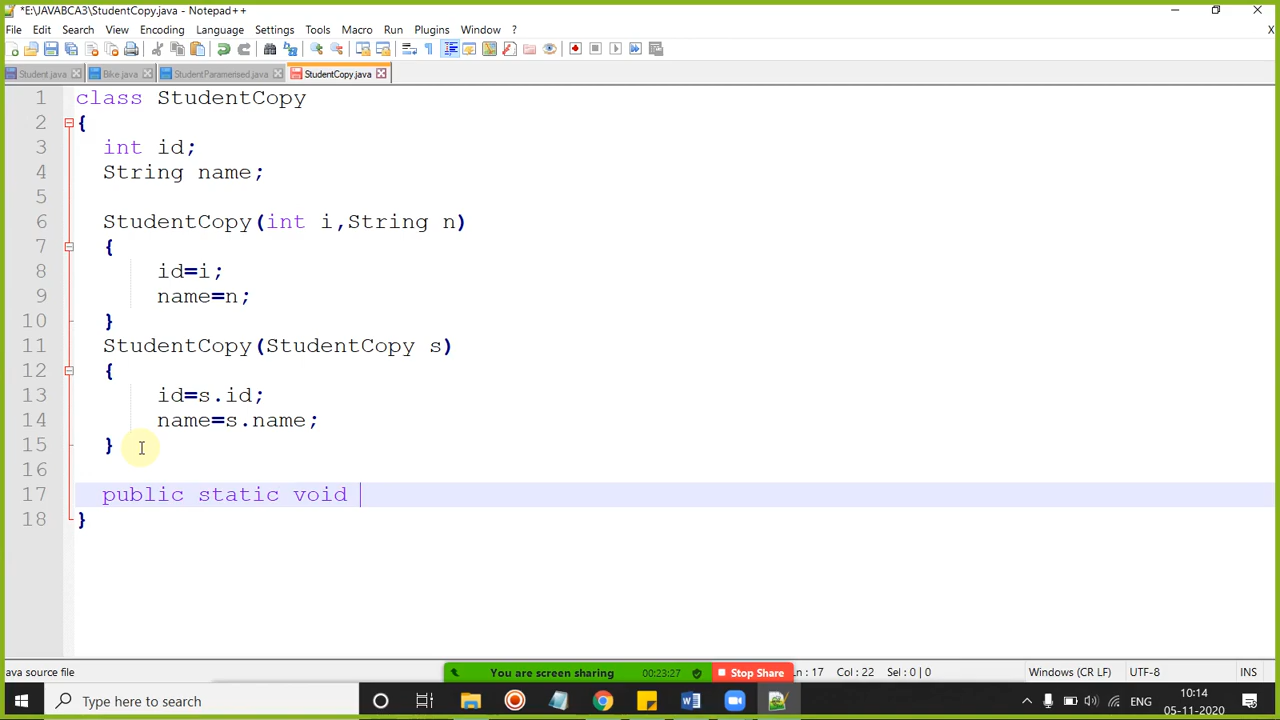 *E:\JAVABCA3\StudentCopy.java - Notepad++
File Edit Search View Encoding Language Settings Tools Macro Run Plugins Window ? X
Student.java Bike.java StudentParamerised.java StudentCopy.java
1 class StudentCopy
2 {
3 int id;
4 String name;
5
6 StudentCopy(int i,String n)
7 {
8 id=i;
9 name=n;
10 }
11 StudentCopy(StudentCopy s)
12 {
13 id=s.id;
14 name=s.name;
15 }
16
17 public static void
18 }
ava source file You are screen sharing 00:23:27 Stop Share Ln : 17 Col : 22 Sel : 0 | 0 Windows (CR LF) UTF-8 INS
Type here to search ENG 10:14
05-11-2020